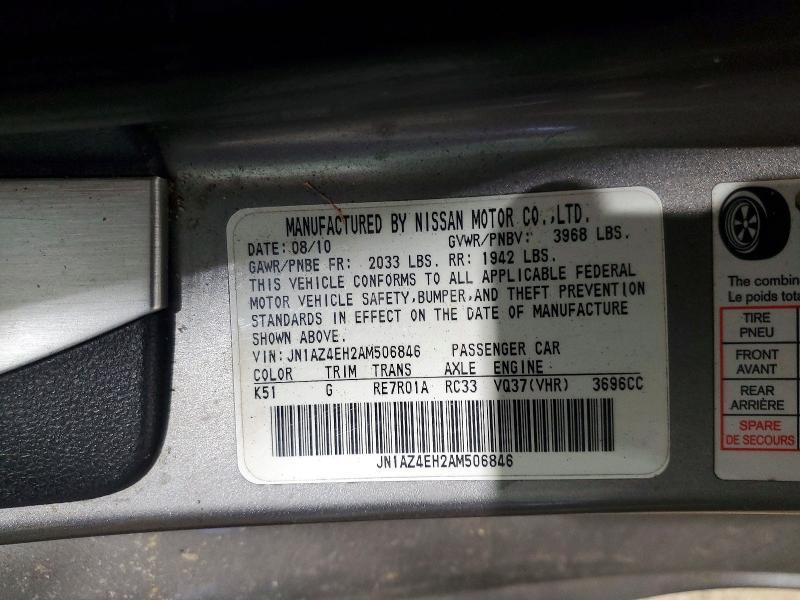 MANUFACTURED BY NISSAN MOTOR CO.,LTD.
DATE: 08/10 GVWR/PNBV: 3968 LBS.
GAWR/PNBE FR: 2033 LBS. RR: 1942 LBS.
THIS VEHICLE CONFORMS TO ALL APPLICABLE FEDERAL
MOTOR VEHICLE SAFETY,BUMPER,AND THEFT PREVENTION
STANDARDS IN EFFECT ON THE DATE OF MANUFACTURE
SHOWN ABOVE.
VIN: JN1AZ4EH2AM506846 PASSENGER CAR
COLOR TRIM TRANS AXLE ENGINE
K51 G RE7R01A RC33 VQ37(VHR) 3696CC
JN1AZ4EH2AM506846
The combin
Le poids tota
TIRE
PNEU
FRONT
AVANT
REAR
ARRIÈRE
SPARE
DE SECOURS